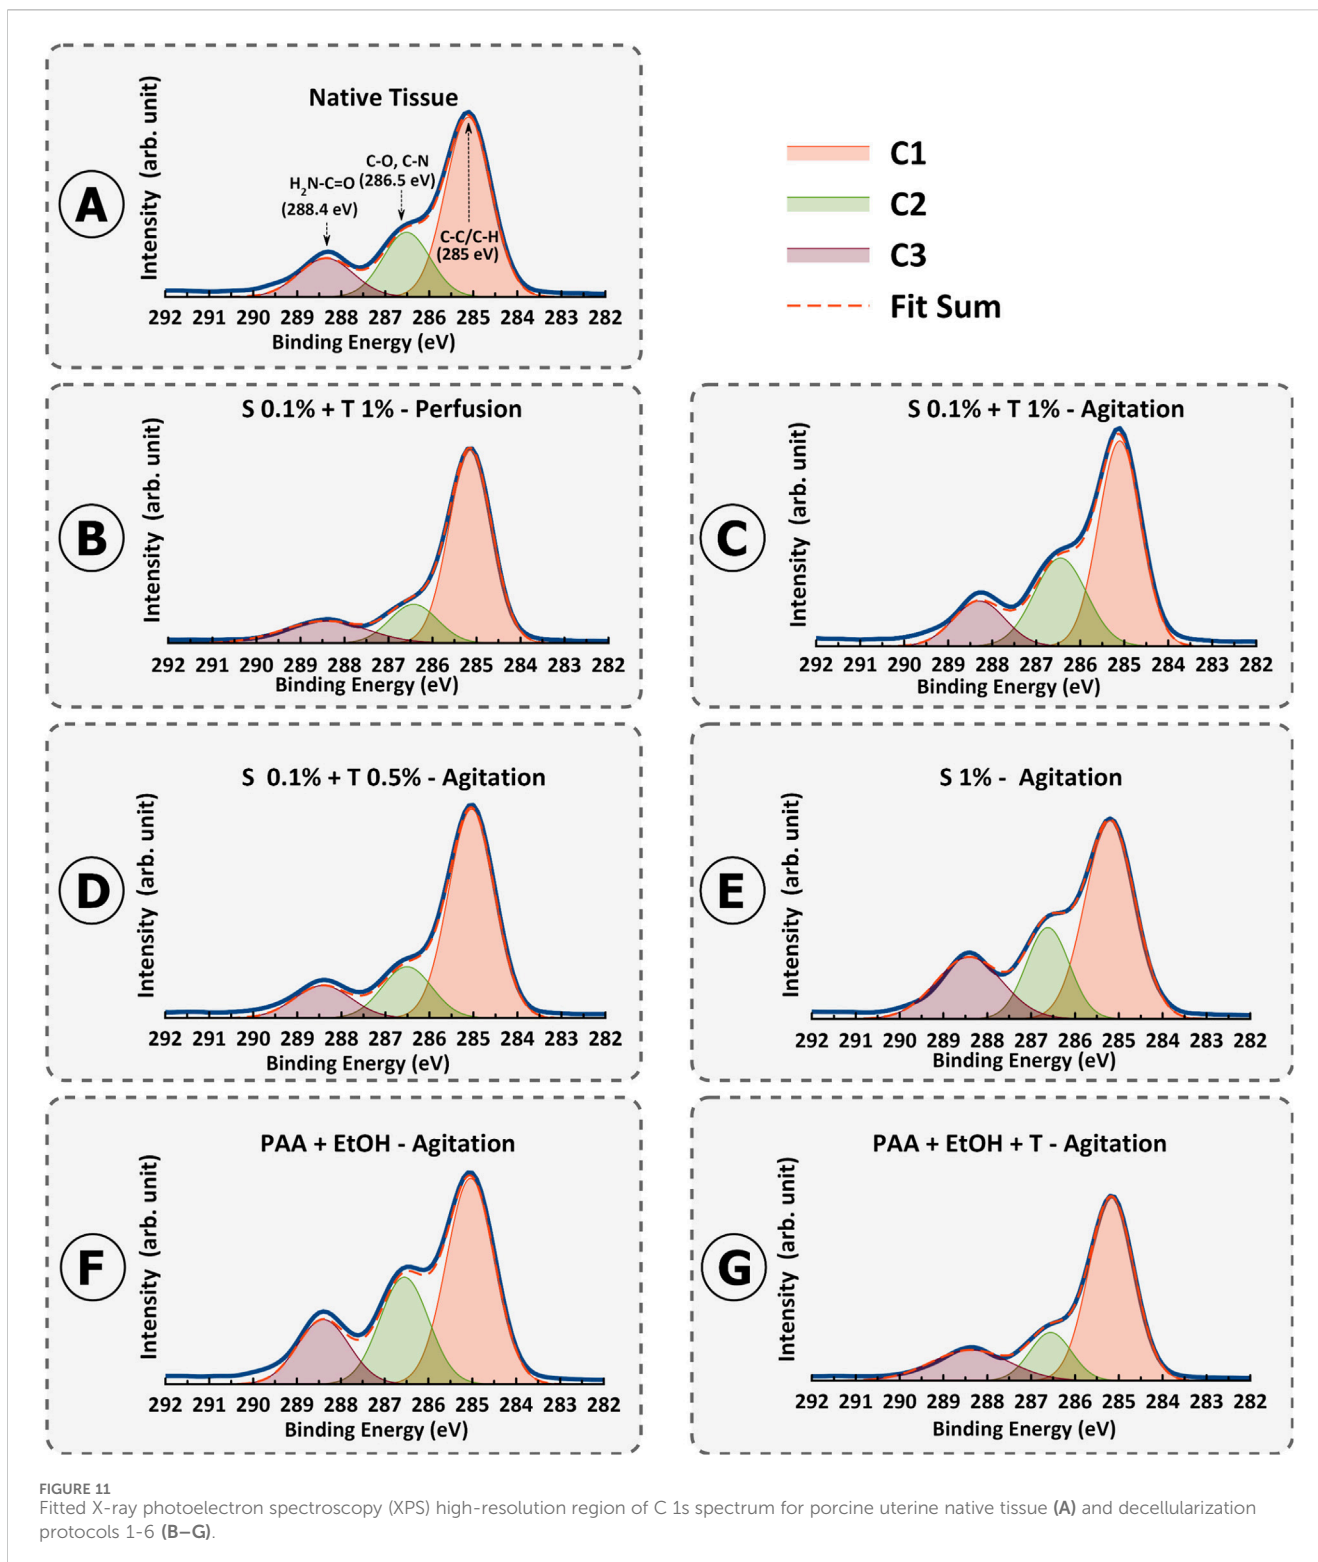 Native Tissue
A
Intensity (arb. unit)
H2N-C=O
(288.4 eV)
C-O, C-N
(286.5 eV)
C-C/C-H
(285 eV)
292 291 290 289 288 287 286 285 284 283 282
Binding Energy (eV)
C1
C2
C3
Fit Sum
S 0.1% + T 1% - Perfusion
B
Intensity (arb. unit)
292 291 290 289 288 287 286 285 284 283 282
Binding Energy (eV)
S 0.1% + T 1% - Agitation
C
Intensity (arb. unit)
292 291 290 289 288 287 286 285 284 283 282
Binding Energy (eV)
S 0.1% + T 0.5% - Agitation
D
Intensity (arb. unit)
292 291 290 289 288 287 286 285 284 283 282
Binding Energy (eV)
S 1% - Agitation
E
Intensity (arb. unit)
292 291 290 289 288 287 286 285 284 283 282
Binding Energy (eV)
PAA + EtOH - Agitation
F
Intensity (arb. unit)
292 291 290 289 288 287 286 285 284 283 282
Binding Energy (eV)
PAA + EtOH + T - Agitation
G
Intensity (arb. unit)
292 291 290 289 288 287 286 285 284 283 282
Binding Energy (eV)
FIGURE 11
Fitted X-ray photoelectron spectroscopy (XPS) high-resolution region of C 1s spectrum for porcine uterine native tissue (A) and decellularization
protocols 1-6 (B–G).